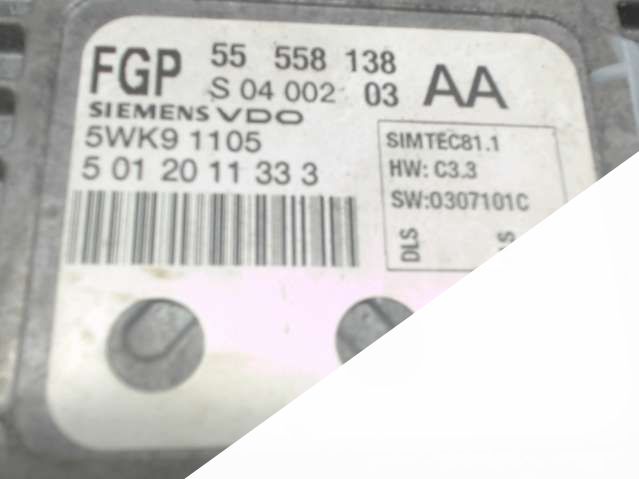 FGP 55 558 138 AA
S 04 002 03
SIEMENS VDO
5WK9 1105
5 01 20 11 33 3
SIMTEC81.1
HW: C3.3
SW:0307101C
DLS